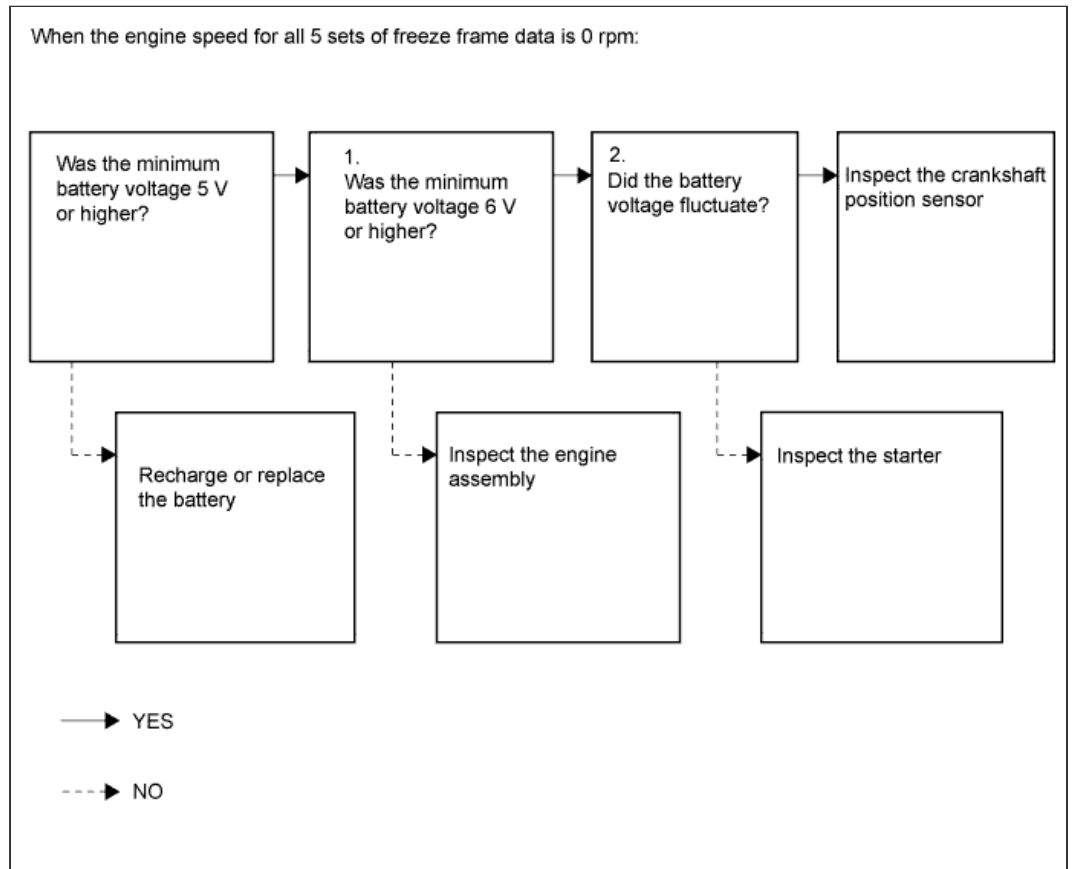 When the engine speed for all 5 sets of freeze frame data is 0 rpm:
Was the minimum
battery voltage 5 V
or higher?
1.
Was the minimum
battery voltage 6 V
or higher?
2.
Did the battery
voltage fluctuate?
Inspect the crankshaft
position sensor
Recharge or replace
the battery
Inspect the engine
assembly
Inspect the starter
YES
NO